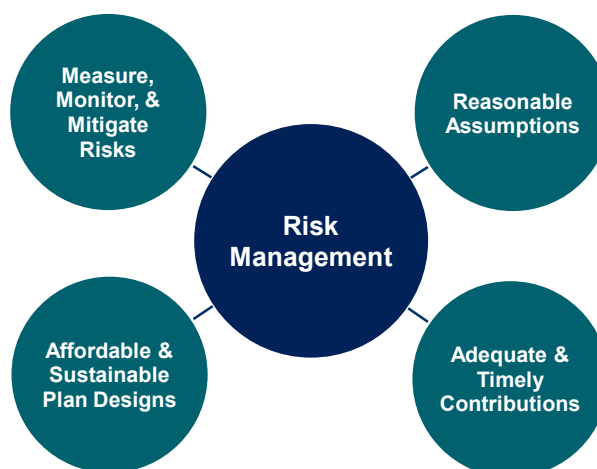 Measure,
Monitor, &
Mitigate
Risks
Reasonable
Assumptions
Risk
Management
Affordable &
Sustainable
Plan Designs
Adequate &
Timely
Contributions